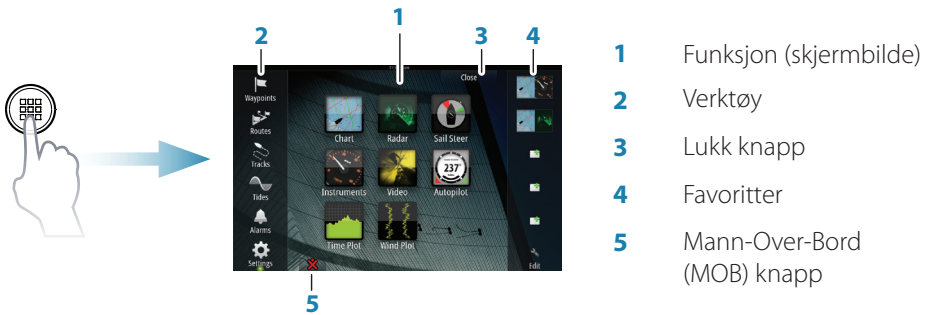 1
2
3
4
Close
Waypoints
Routes
Tracks
Tides
Alarms
Settings
Chart
Radar
Sail Steer
Instruments
Video
237°
Autopilot
Time Plot
Wind Plot
Edit
5
1 Funksjon (skjermbilde)
2 Verktøy
3 Lukk knapp
4 Favoritter
5 Mann-Over-Bord
(MOB) knapp